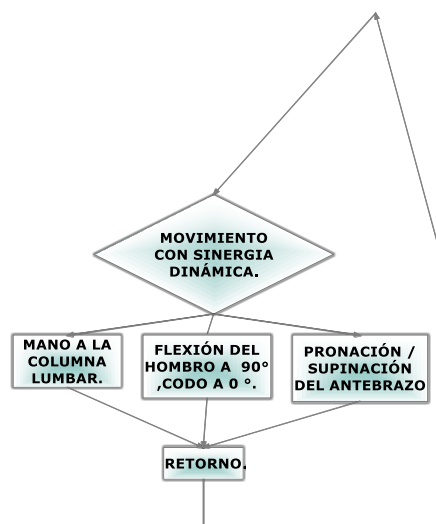 MOVIMIENTO
CON SINERGIA
DINÁMICA.
MANO A LA
COLUMNA
LUMBAR.
FLEXIÓN DEL
HOMBRO A 90°
,CODO A 0 °.
PRONACIÓN /
SUPINACIÓN
DEL ANTEBRAZO
RETORNO.